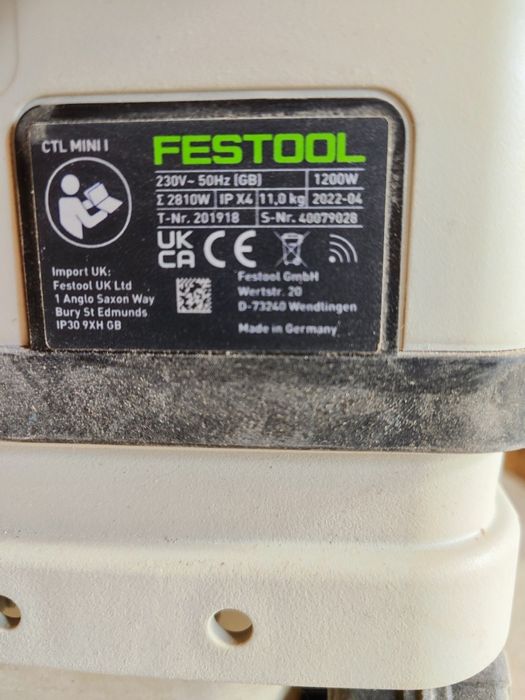 CTL MINI I
FESTOOL
230V~ 50Hz (GB) 1200W
Σ 2810W IP X4 11,0 kg 2022-04
T-Nr. 201918 S-Nr. 40079028
UK
CA CE
Import UK:
Festool UK Ltd
1 Anglo Saxon Way
Bury St Edmunds
IP30 9XH GB
Festool GmbH
Wertstr. 20
D-73240 Wendlingen
Made in Germany